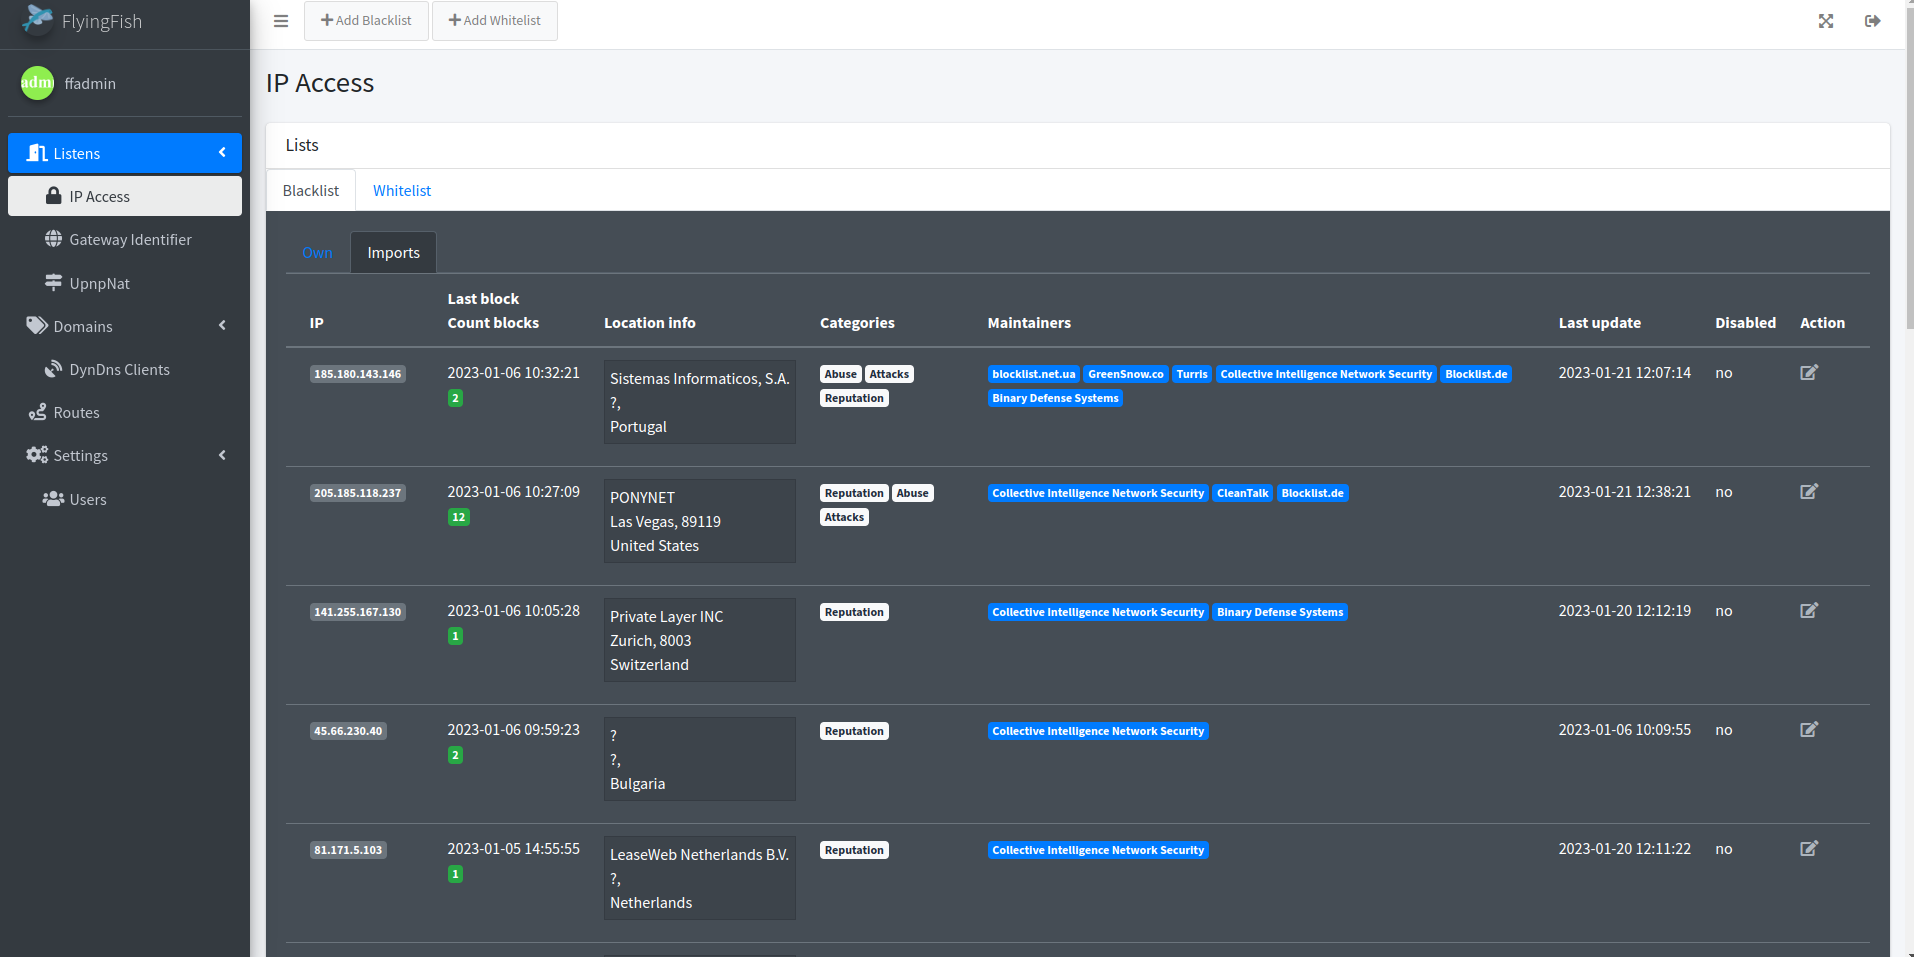 FlyingFish
Add Blacklist
Add Whitelist
adm
ffadmin
Listens
IP Access
Gateway Identifier
UpnpNat
Domains
DynDns Clients
Routes
Settings
Users
IP Access
Lists
Blacklist Whitelist
Own Imports
IP Last block Count blocks Location info Categories Maintainers Last update Disabled Action
185.180.143.146
2023-01-06 10:32:21
2
Sistemas Informaticos, S.A.
?,
Portugal
Abuse Attacks
Reputation
blocklist.net.ua GreenSnow.co Turris Collective Intelligence Network Security Blocklist.de
Binary Defense Systems
2023-01-21 12:07:14
no
205.185.118.237
2023-01-06 10:27:09
12
PONYNET
Las Vegas, 89119
United States
Reputation Abuse
Attacks
Collective Intelligence Network Security CleanTalk Blocklist.de
2023-01-21 12:38:21
no
141.255.167.130
2023-01-06 10:05:28
1
Private Layer INC
Zurich, 8003
Switzerland
Reputation
Collective Intelligence Network Security Binary Defense Systems
2023-01-20 12:12:19
no
45.66.230.40
2023-01-06 09:59:23
2
?
?,
Bulgaria
Reputation
Collective Intelligence Network Security
2023-01-06 10:09:55
no
81.171.5.103
2023-01-05 14:55:55
1
LeaseWeb Netherlands B.V.
?,
Netherlands
Reputation
Collective Intelligence Network Security
2023-01-20 12:11:22
no